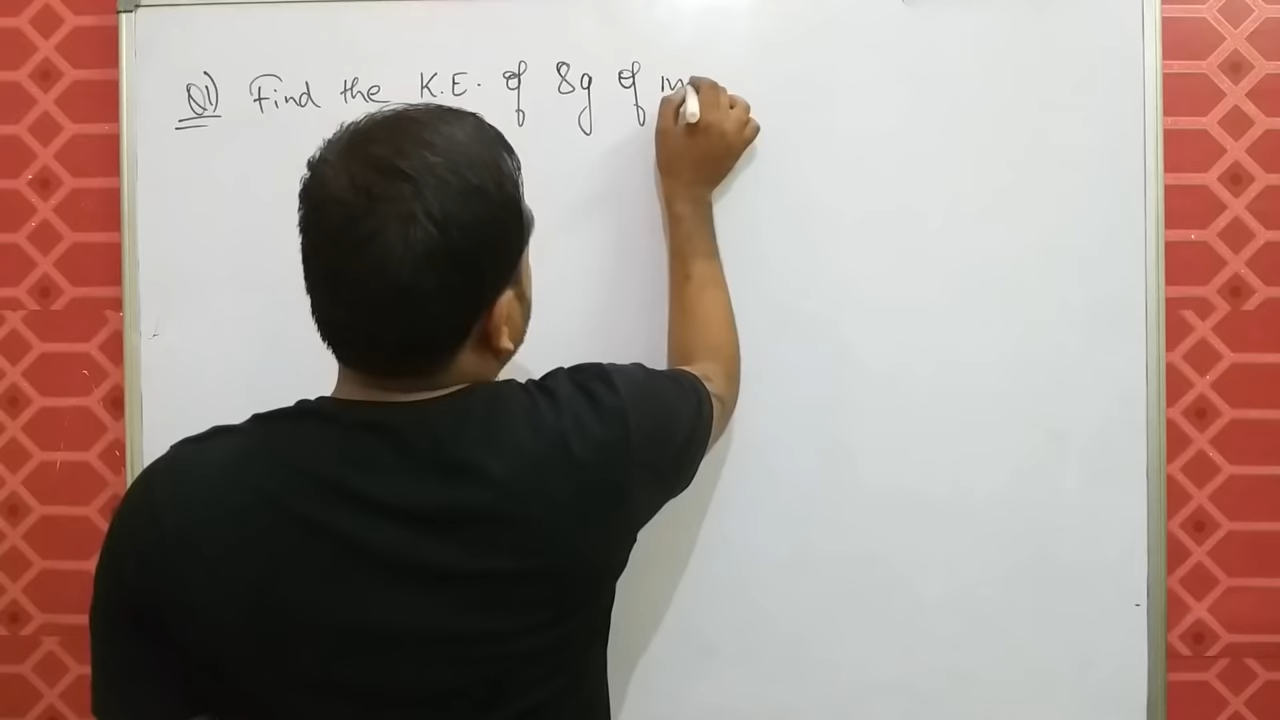 Q1) Find the K.E. of 8g of m